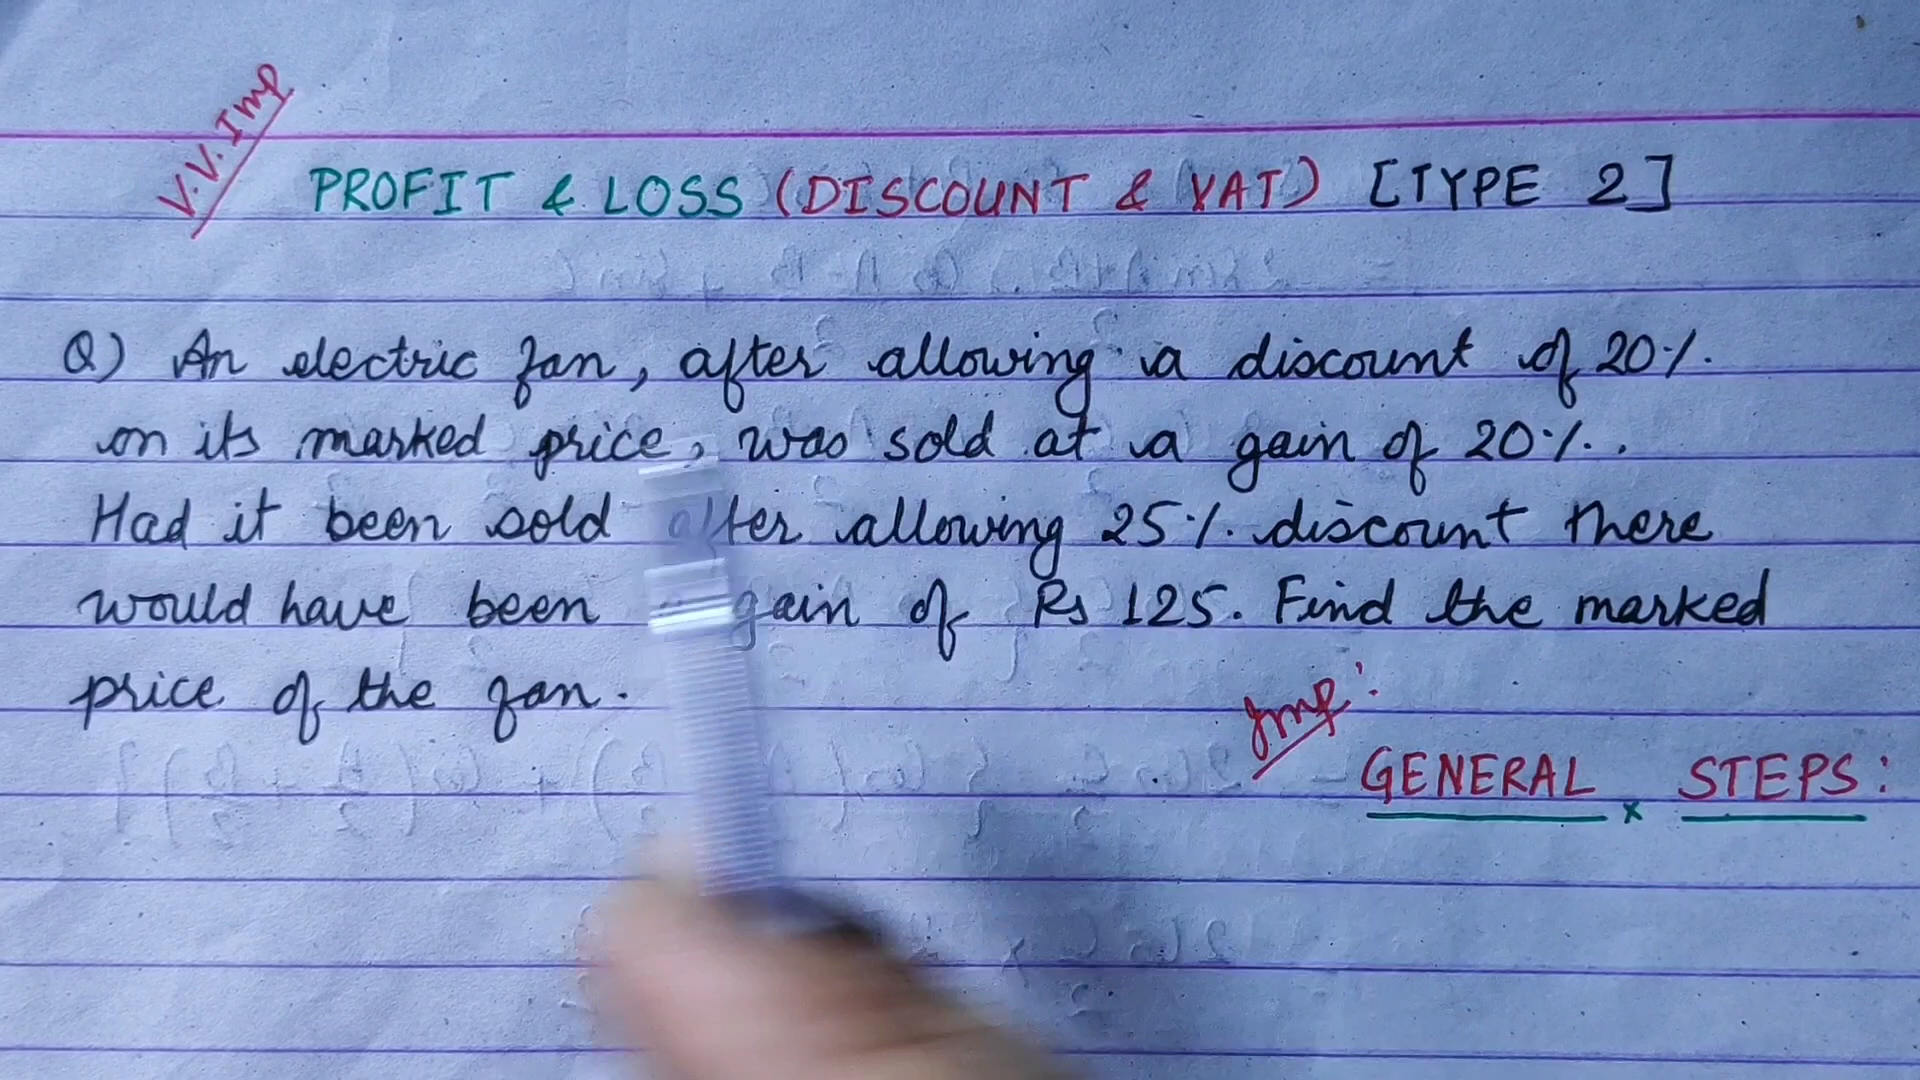 V.V.Imp
PROFIT & LOSS (DISCOUNT & VAT) [TYPE 2]
Q) An electric fan, after allowing a discount of 20%.
on its marked price, was sold at a gain of 20%..
Had it been sold after allowing 25%. discount there
would have been gain of Rs 125. Find the marked
price of the fan.
Imp:
GENERAL STEPS: